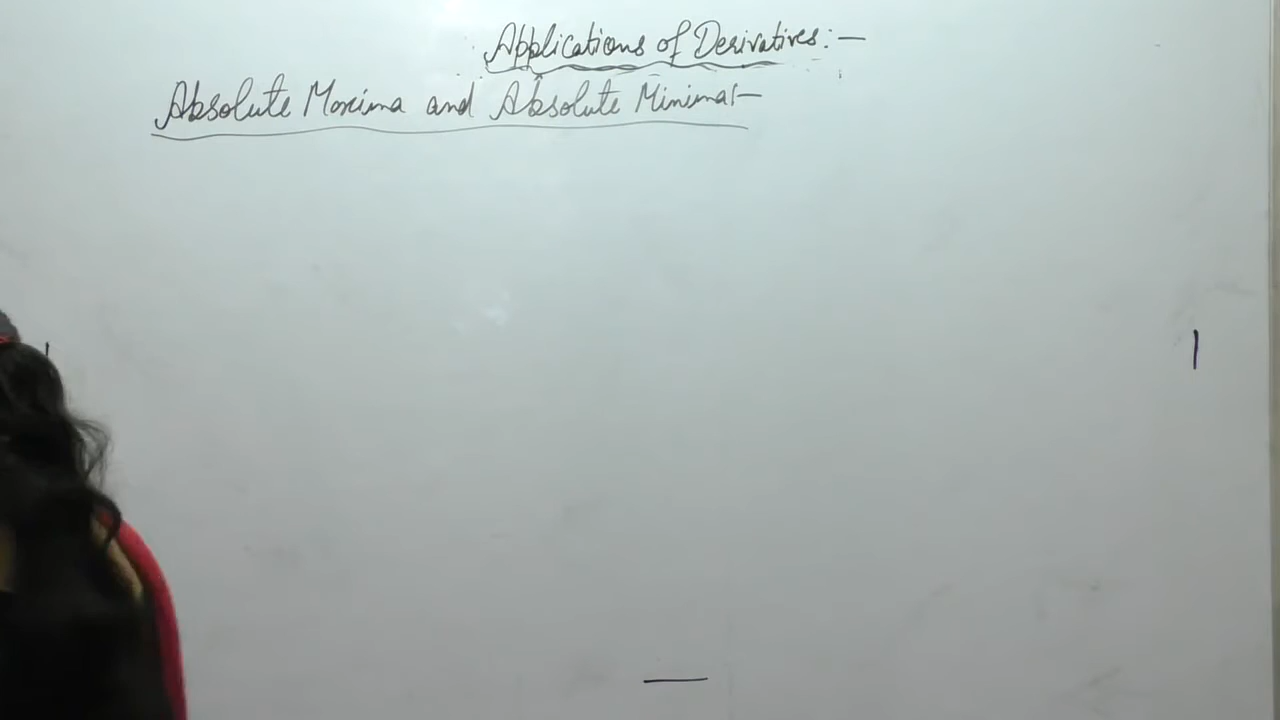 Applications of Derivatives:-
Absolute Maxima and Absolute Minima:-